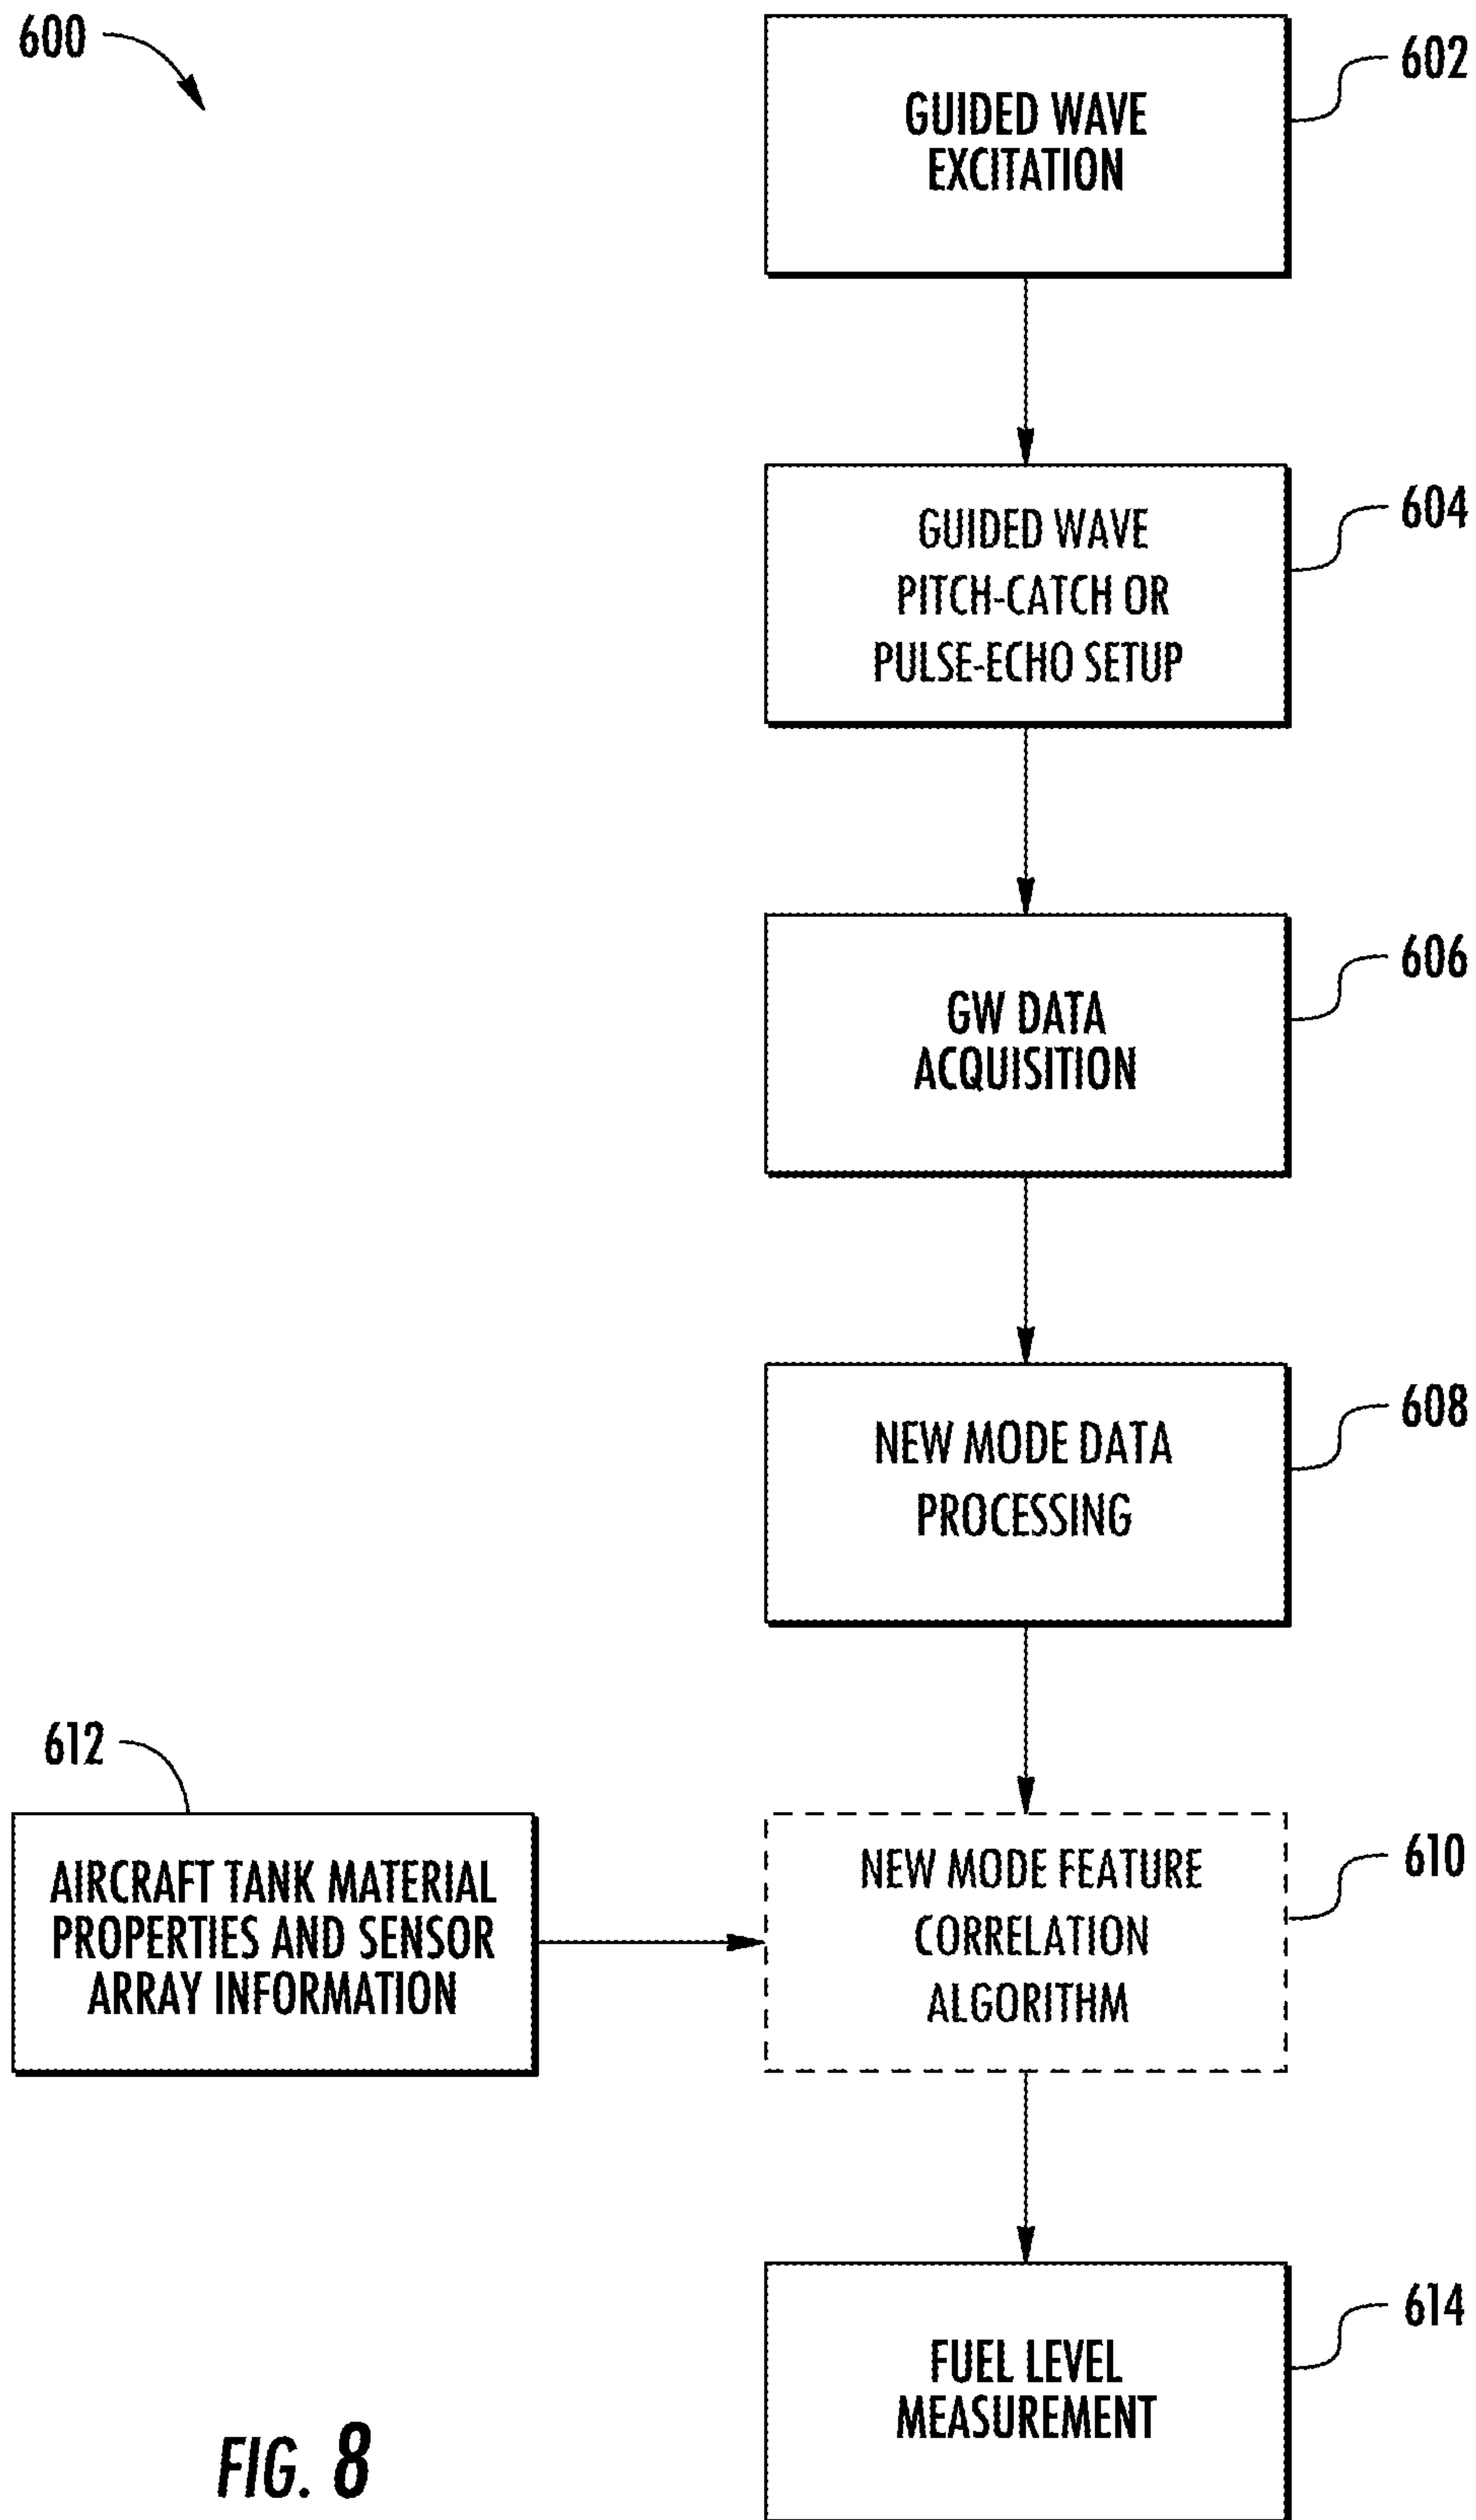 600
602
GUIDED WAVE
EXCITATION
604
GUIDED WAVE
PITCH-CATCH OR
PULSE-ECHO SETUP
606
GW DATA
ACQUISITION
608
NEW MODE DATA
PROCESSING
612
AIRCRAFT TANK MATERIAL
PROPERTIES AND SENSOR
ARRAY INFORMATION
610
NEW MODE FEATURE
CORRELATION
ALGORITHM
614
FUEL LEVEL
MEASUREMENT
FIG. 8